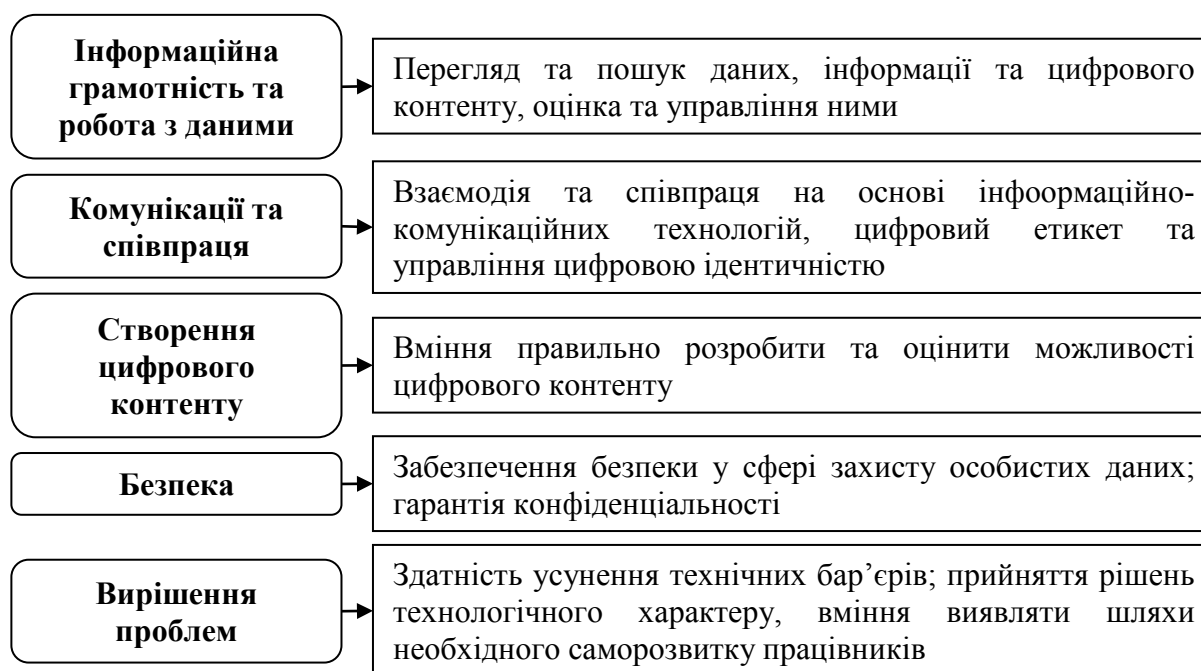 Інформаційна
грамотність та
робота з даними
Перегляд та пошук даних, інформації та цифрового
контенту, оцінка та управління ними
Комунікації та
співпраця
Взаємодія та співпраця на основі інфоормаційно-
комунікаційних технологій, цифровий етикет та
управління цифровою ідентичністю
Створення
цифрового
контенту
Вміння правильно розробити та оцінити можливості
цифрового контенту
Безпека
Забезпечення безпеки у сфері захисту особистих даних;
гарантія конфіденціальності
Вирішення
проблем
Здатність усунення технічних бар’єрів; прийняття рішень
технологічного характеру, вміння виявляти шляхи
необхідного саморозвитку працівників